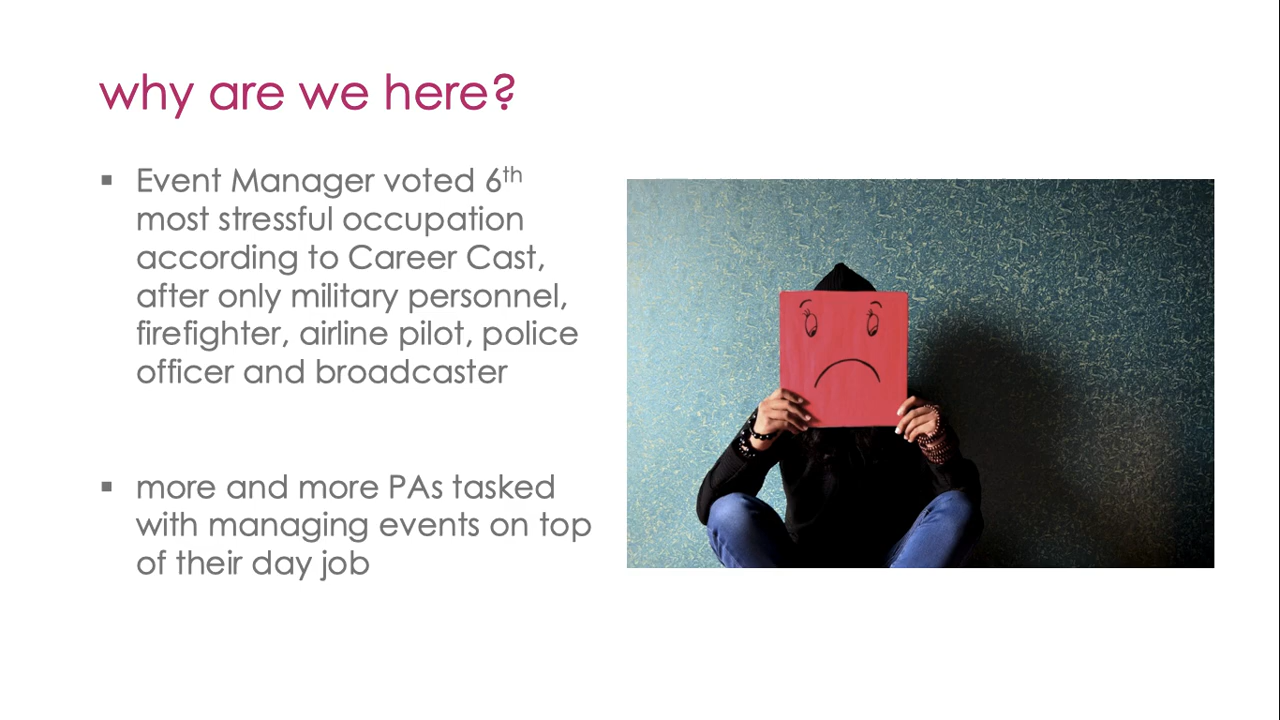 why are we here?
▪ Event Manager voted 6th
most stressful occupation
according to Career Cast,
after only military personnel,
firefighter, airline pilot, police
officer and broadcaster
▪ more and more PAs tasked
with managing events on top
of their day job